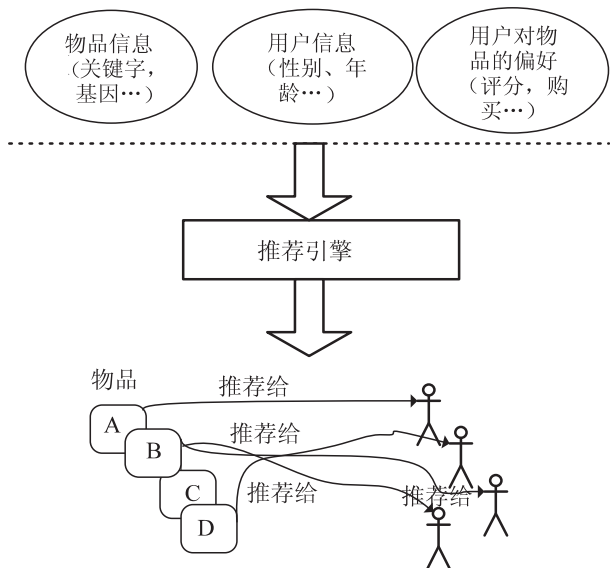 物品信息
(关键字，
基因…)
用户信息
(性别、年
龄…)
用户对物
品的偏好
(评分，购
买…)
推荐引擎
物品
推荐给
A
推荐给
B
C
推荐给
推荐给
D